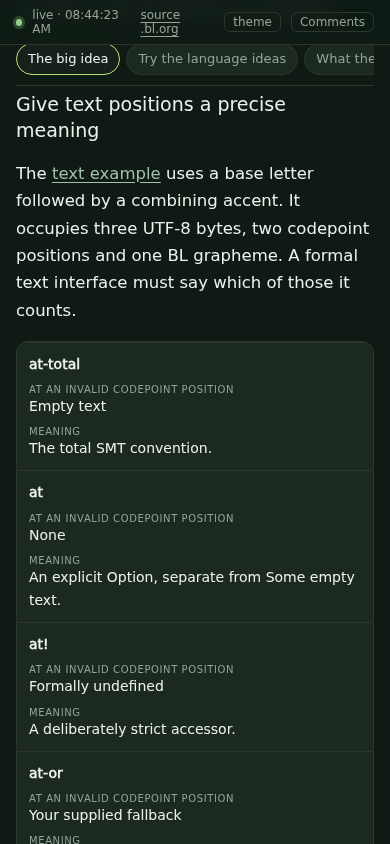 live · 08:44:23
AM
source
.bl.org
theme
Comments
The big idea
Try the language ideas
What the
Give text positions a precise
meaning
The text example uses a base letter
followed by a combining accent. It
occupies three UTF-8 bytes, two codepoint
positions and one BL grapheme. A formal
text interface must say which of those it
counts.
at-total
AT AN INVALID CODEPOINT POSITION
Empty text
MEANING
The total SMT convention.
at
AT AN INVALID CODEPOINT POSITION
None
MEANING
An explicit Option, separate from Some empty
text.
at!
AT AN INVALID CODEPOINT POSITION
Formally undefined
MEANING
A deliberately strict accessor.
at-or
AT AN INVALID CODEPOINT POSITION
Your supplied fallback
MEANING